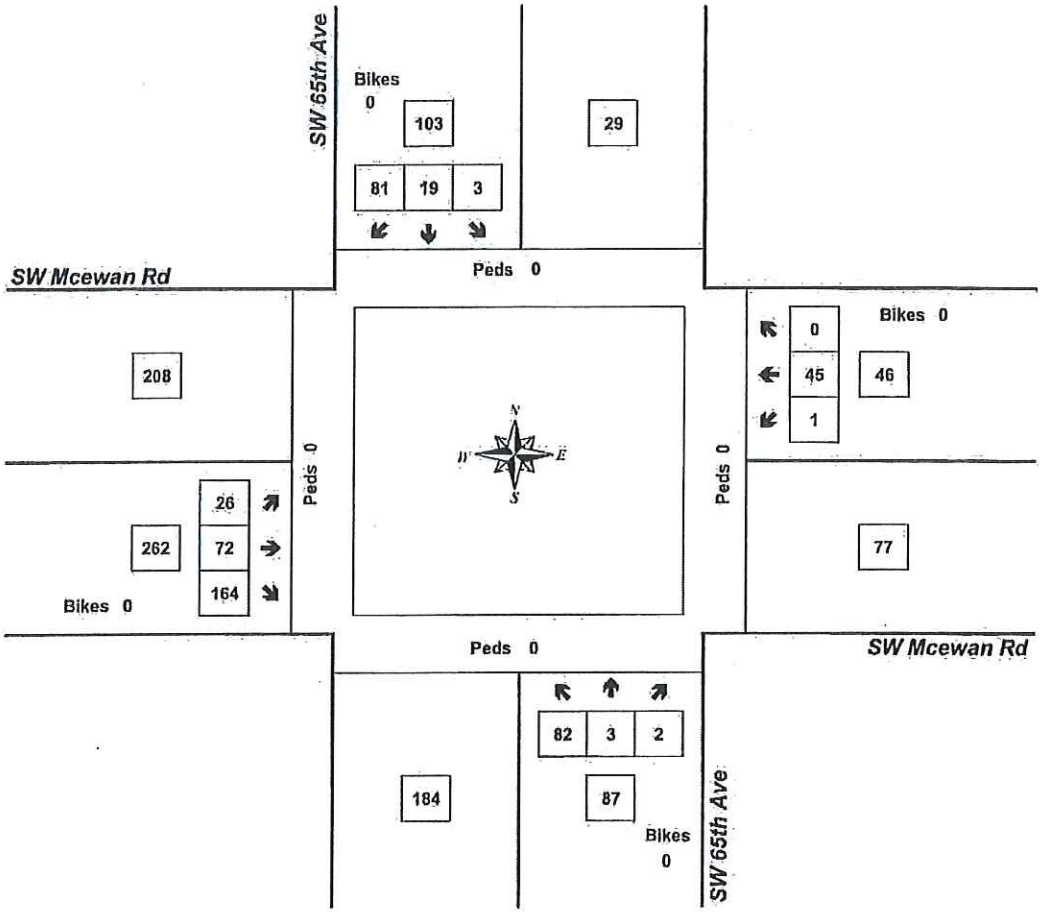 SW 65th Ave
Bikes
0
103
29
81 19 3
Peds 0
SW Mcewan Rd
Bikes 0
0
208
45 46
1
N
W E
S
Peds 0
Peds 0
26
262 72
77
164
Bikes 0
Peds 0
SW Mcewan Rd
82 3 2
184
87
SW 65th Ave
Bikes
0